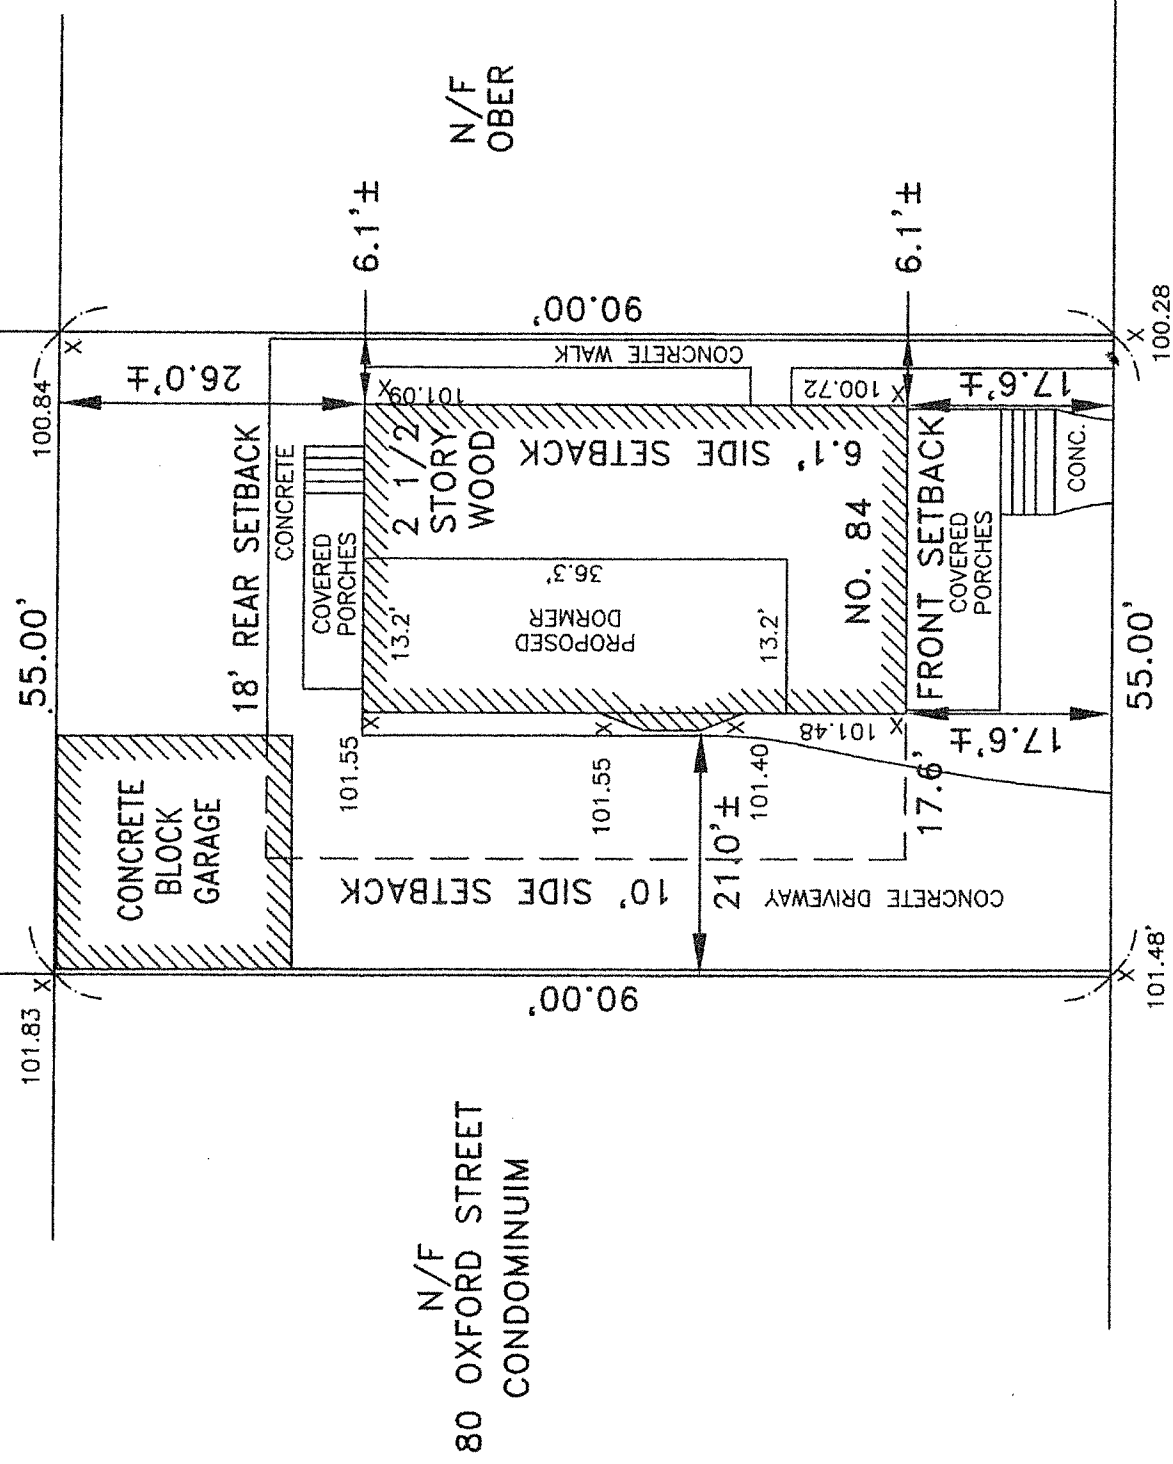 N/F
OBER
100.84
X
26.0'±
6.1'±
6.1'±
90.00'
X
100.28
CONCRETE WALK
18' REAR SETBACK
CONCRETE
COVERED
PORCHES
X
101.09
2 1/2
STORY
WOOD
6.1' SIDE SETBACK
100.72
X
17.6'±
NO. 84
FRONT SETBACK
COVERED
PORCHES
CONC.
55.00'
13.2'
36.3'
PROPOSED
DORMER
13.2'
55.00'
X
101.55
X
101.55
X
101.40
101.48
X
17.6'
17.6'±
CONCRETE
BLOCK
GARAGE
10' SIDE SETBACK
21.0'±
CONCRETE DRIVEWAY
101.83
X
90.00'
X
101.48'
N/F
80 OXFORD STREET
CONDOMINUIM